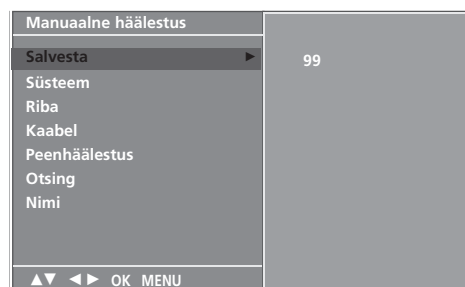 Manuaalne häälestus
Salvesta ► 99
Süsteem
Riba
Kaabel
Peenhäälestus
Otsing
Nimi
▲▼ ◄► OK MENU